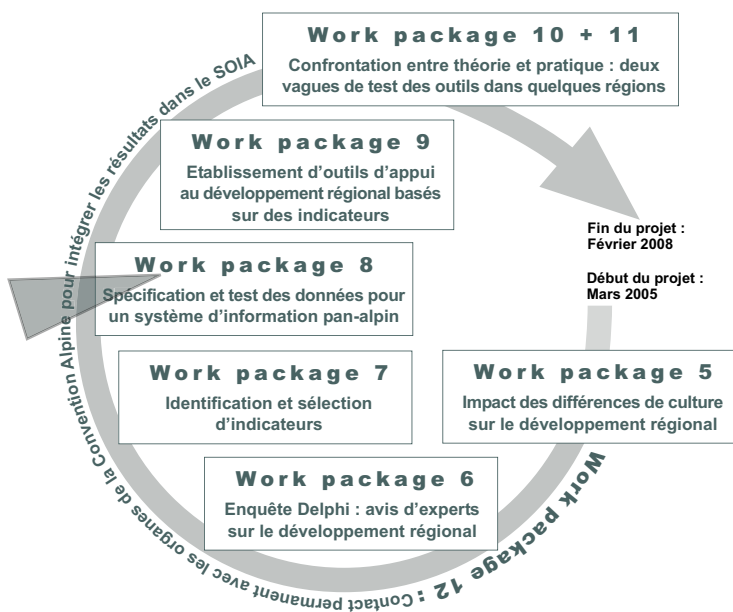 Work package 10 + 11
Confrontation entre théorie et pratique : deux
vagues de test des outils dans quelques régions
Work package 9
Etablissement d’outils d’appui
au développement régional basés
sur des indicateurs
Fin du projet :
Février 2008
Début du projet :
Mars 2005
Work package 8
Spécification et test des données pour
un système d’information pan-alpin
Work package 7
Identification et sélection
d’indicateurs
Work package 5
Impact des différences de culture
sur le développement régional
Work package 6
Enquête Delphi : avis d’experts
sur le développement régional
Work package 12 : Contact permanent avec les organes de la Convention Alpine pour intégrer les résultats dans le SOIA